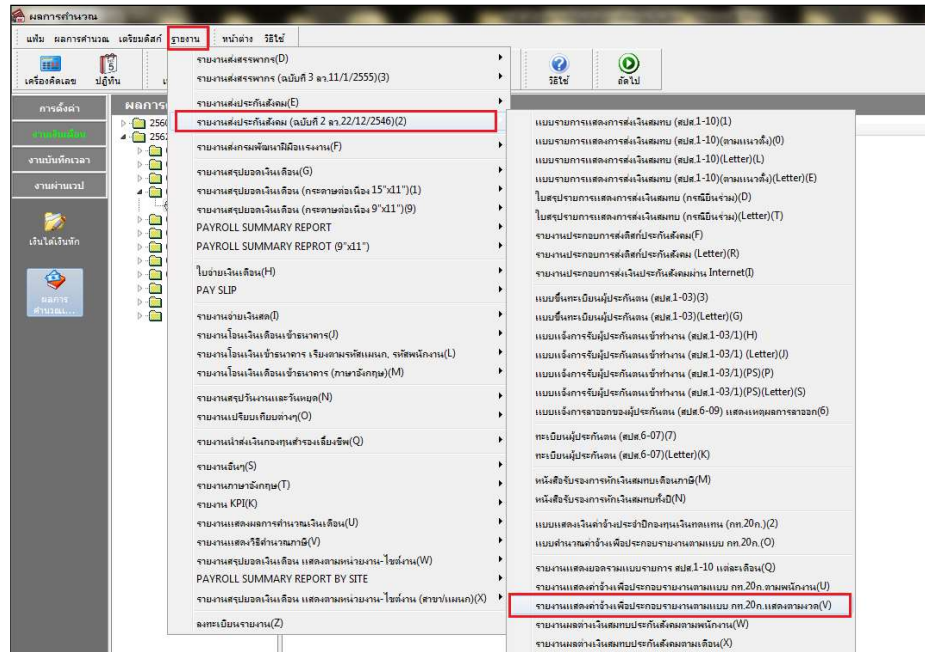 ผลการคำนวณ
แฟ้ม ผลการคำนวณ เตรียมดิสก์ รายงาน หน้าต่าง วิธีใช้
เครื่องคิดเลข ปฏิทิน วิธีใช้ ถัดไป
การตั้งค่า
งานเงินเดือน
งานบันทึกเวลา
งานผ่านเวป
เงินได้เงินหัก
ผลการ
คำนวณ...
ผลการ
2560
2562
รายงานส่งสรรพากร(D)
รายงานส่งสรรพากร (ฉบับที่ 3 ลว.11/1/2555)(3)
รายงานส่งประกันสังคม(E)
รายงานส่งประกันสังคม (ฉบับที่ 2 ลว.22/12/2546)(2)
รายงานส่งกรมพัฒนาฝีมือแรงงาน(F)
รายงานสรุปยอดเงินเดือน(G)
รายงานสรุปยอดเงินเดือน (กระดาษต่อเนื่อง 15"x11")(1)
รายงานสรุปยอดเงินเดือน (กระดาษต่อเนื่อง 9"x11")(9)
PAYROLL SUMMARY REPORT
PAYROLL SUMMARY REPROT (9"x11")
ใบจ่ายเงินเดือน(H)
PAY SLIP
รายงานจ่ายเงินสด(I)
รายงานโอนเงินเดือนเข้าธนาคาร(J)
รายงานโอนเงินเข้าธนาคาร เรียงตามรหัสแผนก, รหัสพนักงาน(L)
รายงานโอนเงินเดือนเข้าธนาคาร (ภาษาอังกฤษ)(M)
รายงานสรุปวันงานและวันหยุด(N)
รายงานเปรียบเทียบต่างๆ(O)
รายงานนำส่งเงินกองทุนสำรองเลี้ยงชีพ(Q)
รายงานอื่นๆ(S)
รายงานภาษาอังกฤษ(T)
รายงาน KPI(K)
รายงานแสดงผลการคำนวณเงินเดือน(U)
รายงานแสดงวิธีคำนวณภาษี(V)
รายงานสรุปยอดเงินเดือน แสดงตามหน่วยงาน-ไซต์งาน(W)
PAYROLL SUMMARY REPORT BY SITE
รายงานสรุปยอดเงินเดือน แสดงตามหน่วยงาน-ไซต์งาน (สาขา/แผนก)(X)
ลงทะเบียนรายงาน(Z)
แบบรายการแสดงการส่งเงินสมทบ (สปส.1-10)(1)
แบบรายการแสดงการส่งเงินสมทบ (สปส.1-10)(ตามแนวตั้ง)(0)
แบบรายการแสดงการส่งเงินสมทบ (สปส.1-10)(Letter)(L)
แบบรายการแสดงการส่งเงินสมทบ (สปส.1-10)(ตามแนวตั้ง)(Letter)(E)
ใบสรุปรายการแสดงการส่งเงินสมทบ (กรณียื่นร่วม)(D)
ใบสรุปรายการแสดงการส่งเงินสมทบ (กรณียื่นร่วม)(Letter)(T)
รายงานประกอบการส่งดิสก์ประกันสังคม(F)
รายงานประกอบการส่งดิสก์ประกันสังคม (Letter)(R)
รายงานประกอบการส่งเงินประกันสังคมผ่าน Internet(I)
แบบขึ้นทะเบียนผู้ประกันตน (สปส.1-03)(3)
แบบขึ้นทะเบียนผู้ประกันตน (สปส.1-03)(Letter)(G)
แบบแจ้งการรับผู้ประกันตนเข้าทำงาน (สปส.1-03/1)(H)
แบบแจ้งการรับผู้ประกันตนเข้าทำงาน (สปส.1-03/1) (Letter)(J)
แบบแจ้งการรับผู้ประกันตนเข้าทำงาน (สปส.1-03/1)(PS)(P)
แบบแจ้งการรับผู้ประกันตนเข้าทำงาน (สปส.1-03/1)(PS)(Letter)(S)
แบบแจ้งการลาออกของผู้ประกันตน (สปส.6-09) แสดงเหตุผลการลาออก(6)
ทะเบียนผู้ประกันตน (สปส.6-07)(7)
ทะเบียนผู้ประกันตน (สปส.6-07)(Letter)(K)
หนังสือรับรองการหักเงินสมทบเดือนภาษี(M)
หนังสือรับรองการหักเงินสมทบทั้งปี(N)
แบบแสดงเงินค่าจ้างประจำปีกองทุนเงินทดแทน (กท.20ก.)(2)
แบบคำนวณค่าจ้างเพื่อประกอบรายงานตามแบบ กท.20ก.(O)
รายงานแสดงยอดรวมแบบรายการ สปส.1-10 แต่ละเดือน(Q)
รายงานแสดงค่าจ้างเพื่อประกอบรายงานตามแบบ กท.20ก.ตามพนักงาน(U)
รายงานแสดงค่าจ้างเพื่อประกอบรายงานตามแบบ กท.20ก.แสดงตามงวด(V)
รายงานผลต่างเงินสมทบประกันสังคมตามพนักงาน(W)
รายงานผลต่างเงินสมทบประกันสังคมตามเดือน(X)